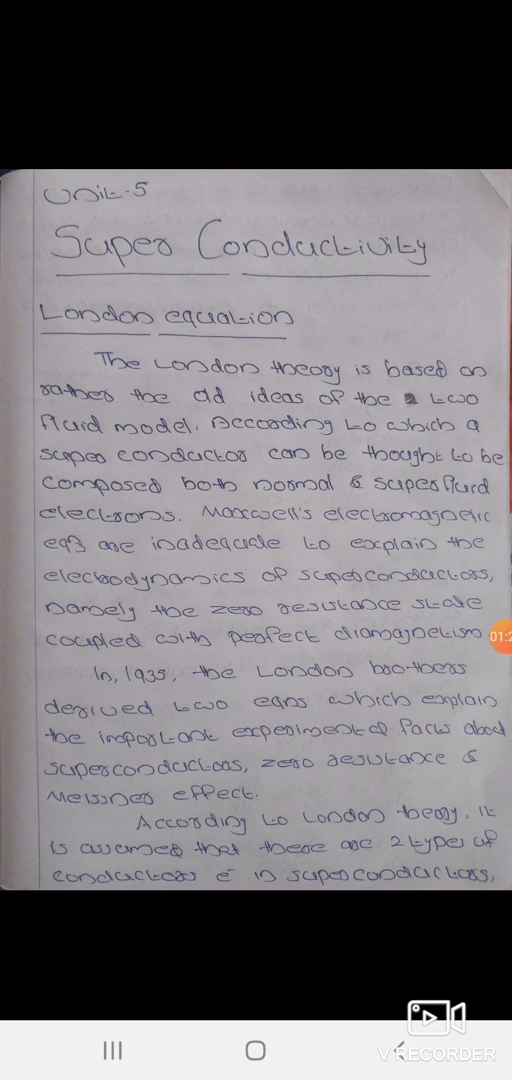 Unit-5
Super Conductivity
London equation
The London theory is based on
rather the old ideas of the 2 two
fluid model. According to which a
super conductor can be thought to be
composed both normal & superfluid
electrons. Maxwell's electromagnetic
eqs are inadequate to explain the
electrodynamics of superconductors,
namely the zero resistance state
coupled with perfect diamagnetism
01:2
In, 1935, the London brothers
derived two eqns which explain
the important experimental facts about
superconductors, zero resistance &
Meissner effect.
According to London theory, it
is assumed that there are 2 types of
conductors e in superconductors,
V RECORDER